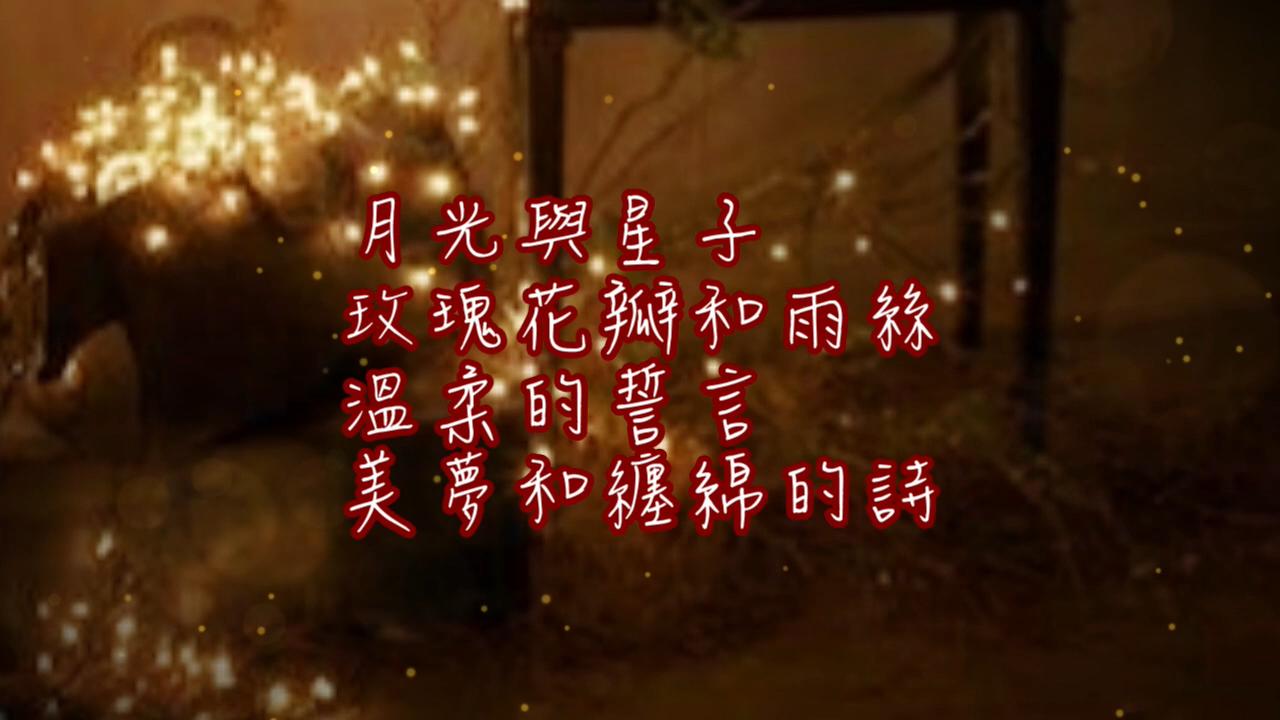 月光與星子
玫瑰花瓣和雨絲
溫柔的誓言
美夢和纏綿的詩